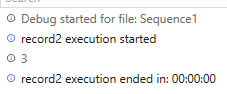 Debug started for file: Sequence1
record2 execution started
3
record2 execution ended in: 00:00:00